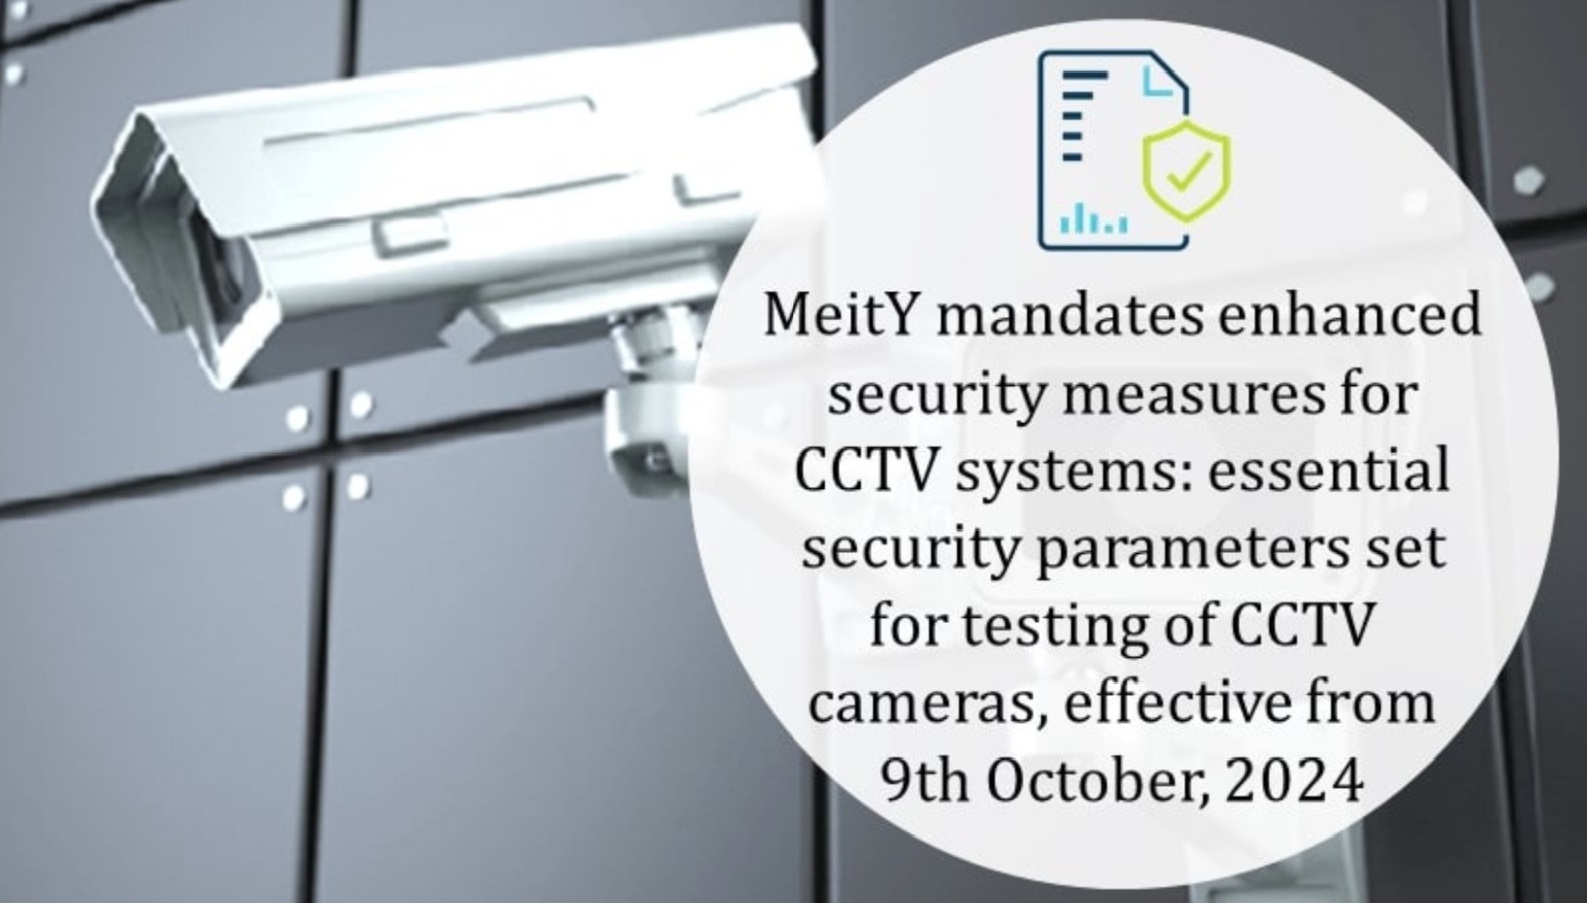 MeitY mandates enhanced
security measures for
CCTV systems: essential
security parameters set
for testing of CCTV
cameras, effective from
9th October, 2024